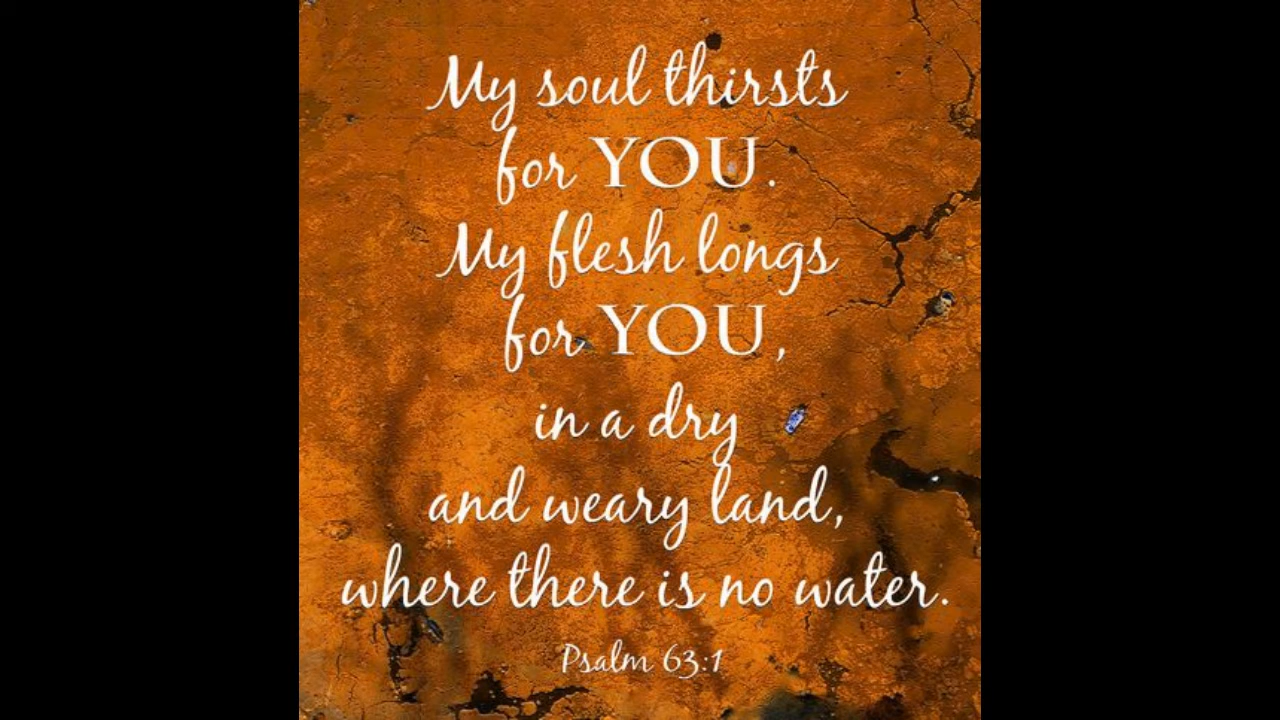 My soul thirsts
for YOU.
My flesh longs
for YOU,
in a dry
and weary land,
where there is no water.
Psalm 63:1